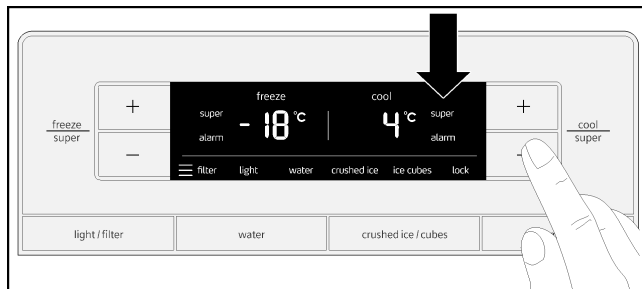 freeze
super
+
−
freeze cool
super - 18 °C 4 °C super
alarm alarm
filter light water crushed ice ice cubes lock
+
cool
super
light / filter water crushed ice / cubes